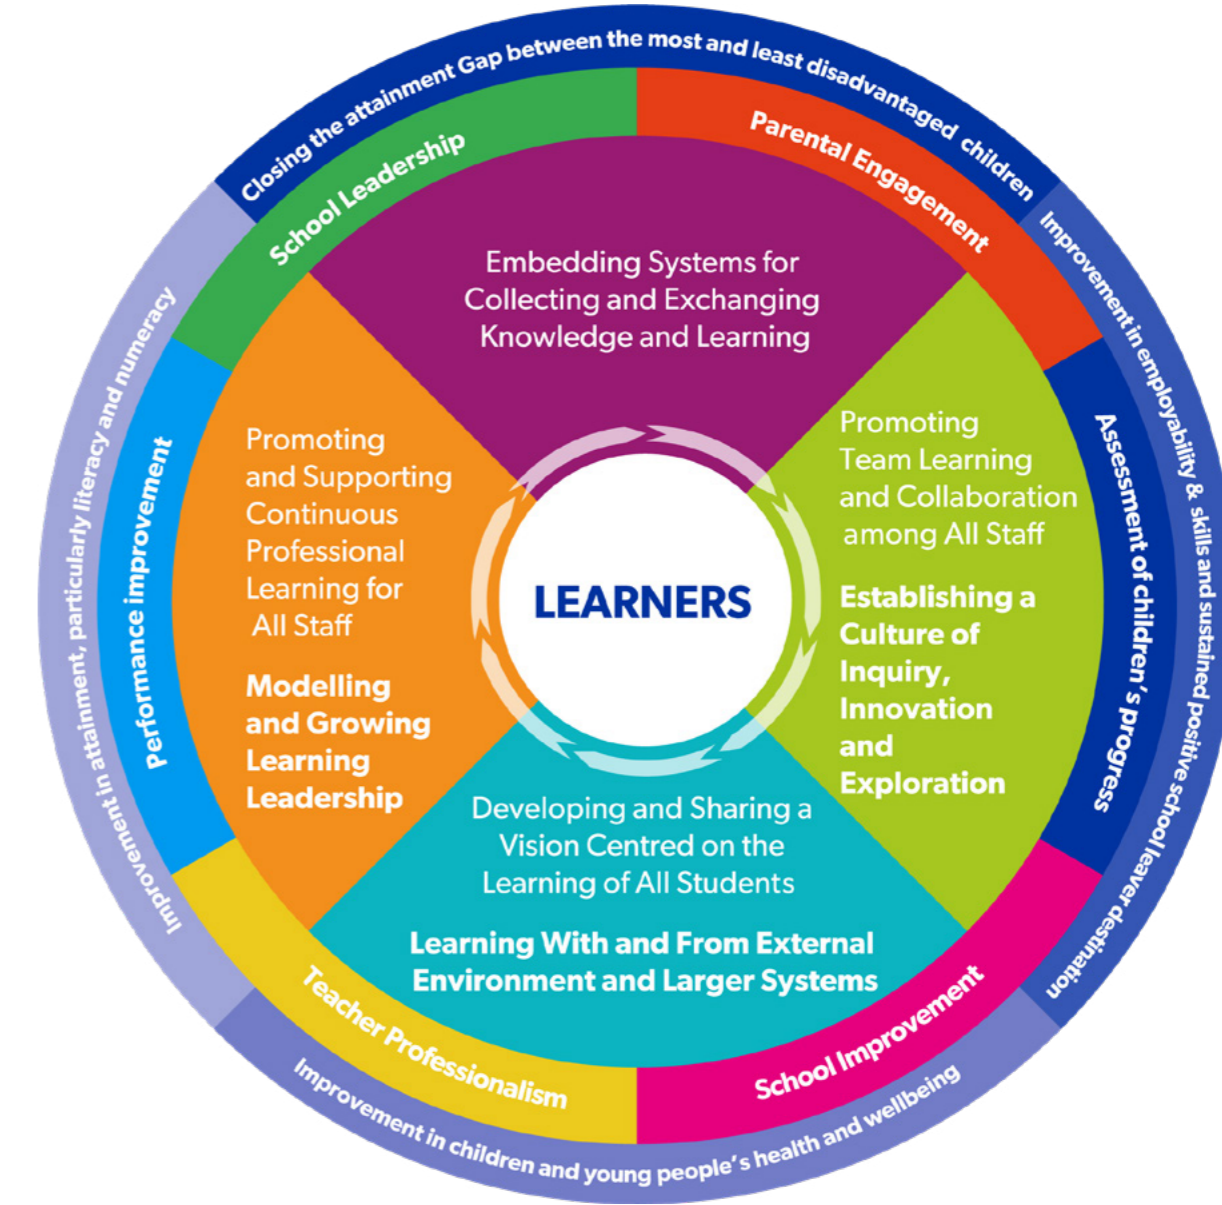 Closing the attainment Gap between the most and least disadvantaged children
Improvement in employability & skills and sustained positive school leaver destination
Improvement in children and young people's health and wellbeing
Improvement in attainment, particularly literacy and numeracy
School Leadership
Parental Engagement
Assessment of children's progress
School Improvement
Teacher Professionalism
Performance improvement
Embedding Systems for
Collecting and Exchanging
Knowledge and Learning
Promoting
Team Learning
and Collaboration
among All Staff
Establishing a
Culture of
Inquiry,
Innovation
and
Exploration
Developing and Sharing a
Vision Centred on the
Learning of All Students
Learning With and From External
Environment and Larger Systems
Promoting
and Supporting
Continuous
Professional
Learning for
All Staff
Modelling
and Growing
Learning
Leadership
LEARNERS